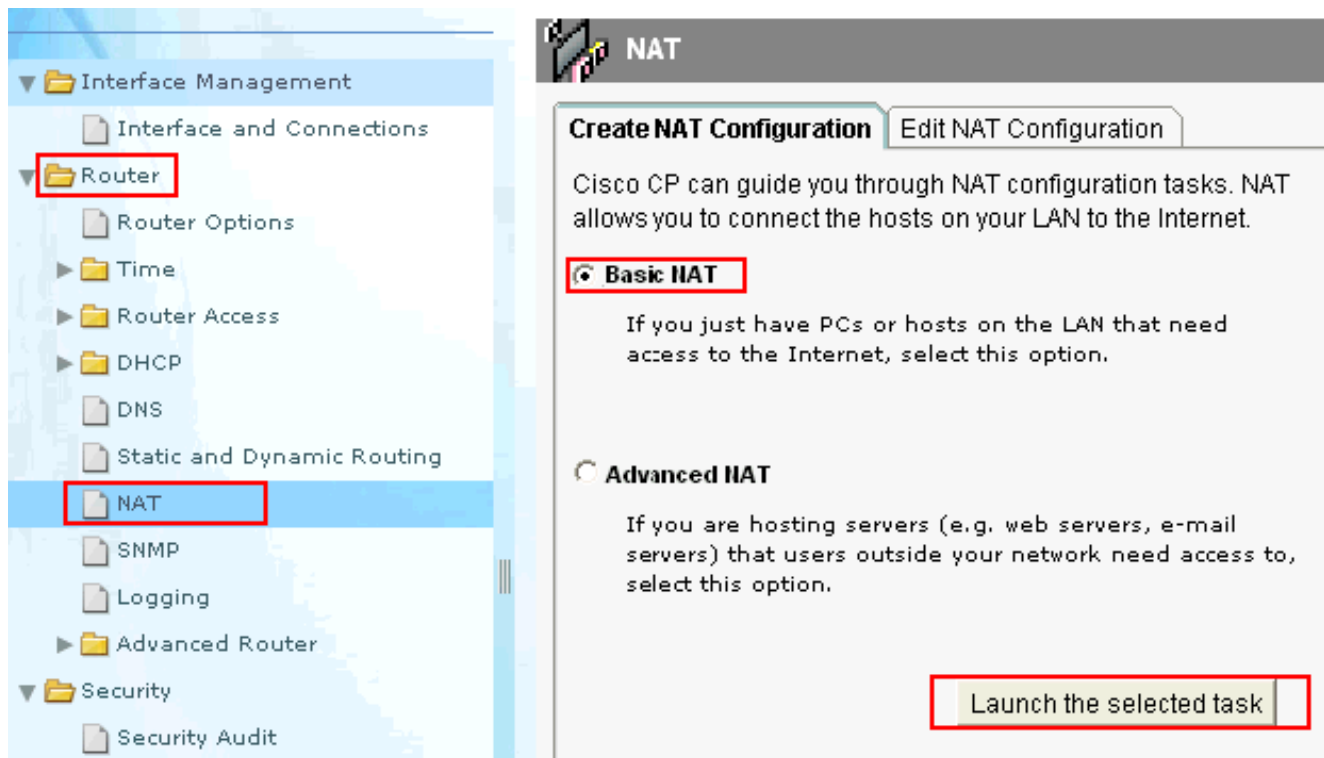 Interface Management
Interface and Connections
Router
Router Options
Time
Router Access
DHCP
DNS
Static and Dynamic Routing
NAT
SNMP
Logging
Advanced Router
Security
Security Audit
NAT
Create NAT Configuration
Edit NAT Configuration
Cisco CP can guide you through NAT configuration tasks. NAT
allows you to connect the hosts on your LAN to the Internet.
Basic NAT
If you just have PCs or hosts on the LAN that need
access to the Internet, select this option.
Advanced NAT
If you are hosting servers (e.g. web servers, e-mail
servers) that users outside your network need access to,
select this option.
Launch the selected task